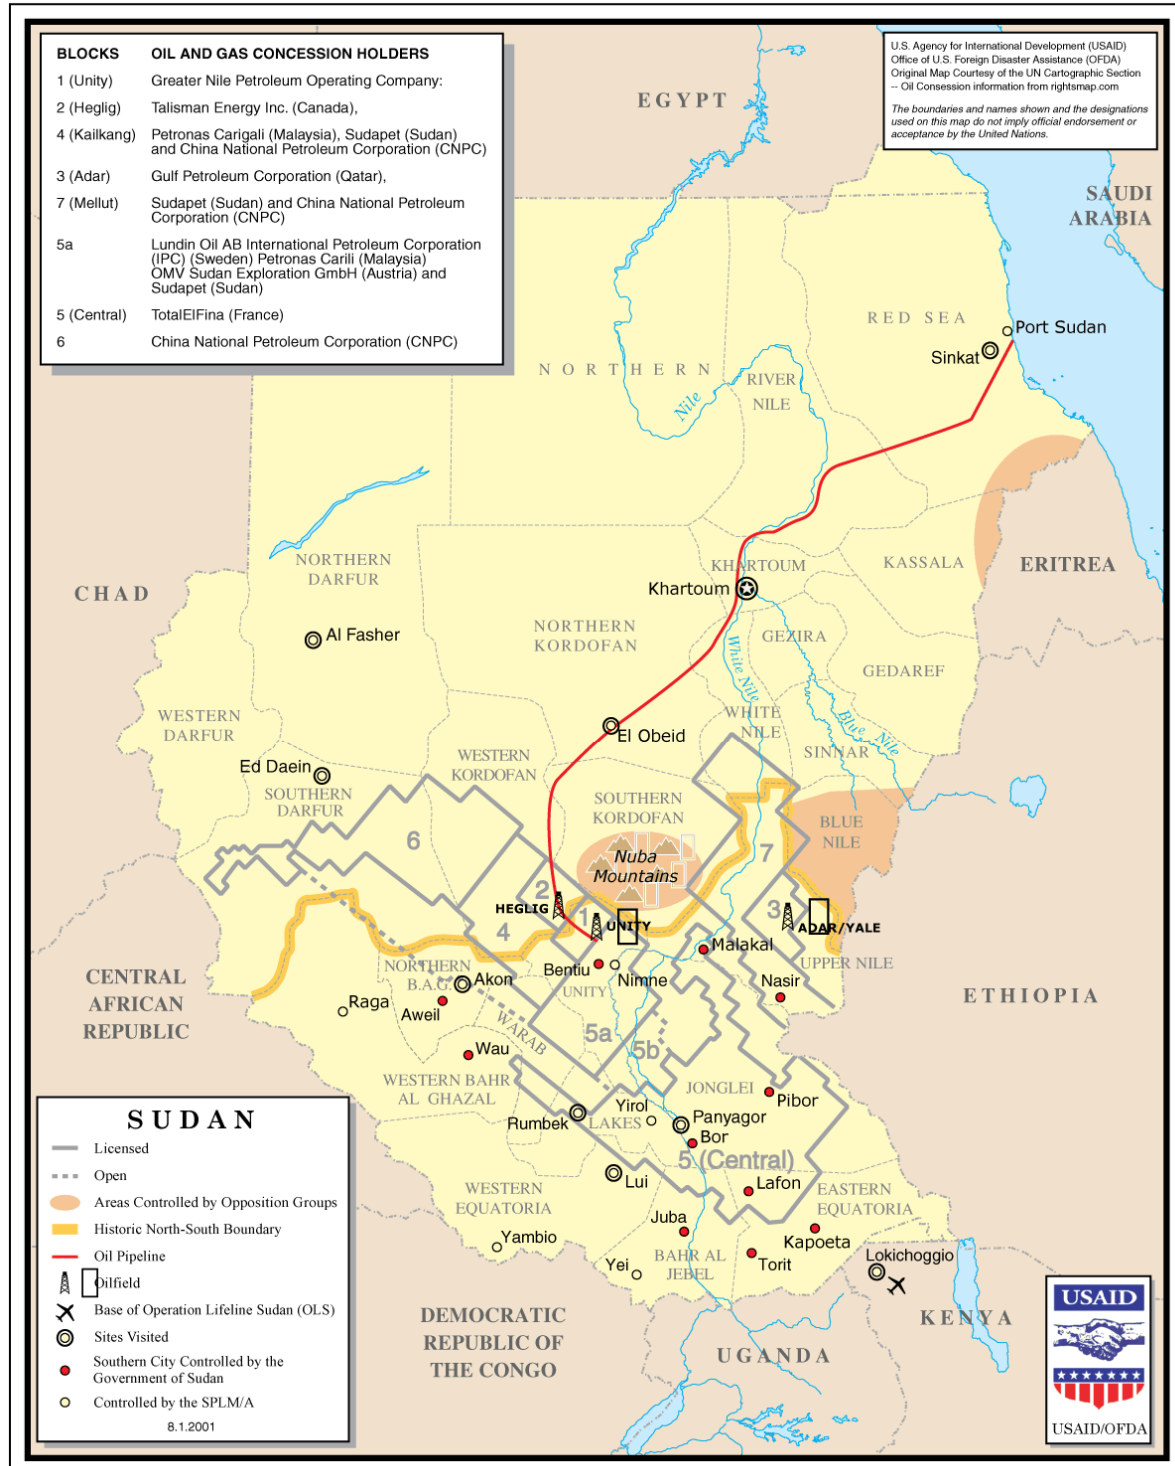 BLOCKS OIL AND GAS CONCESSION HOLDERS
1 (Unity) Greater Nile Petroleum Operating Company:
2 (Heglig) Talisman Energy Inc. (Canada),
4 (Kailkang) Petronas Carigali (Malaysia), Sudapet (Sudan)
and China National Petroleum Corporation (CNPC)
3 (Adar) Gulf Petroleum Corporation (Qatar),
7 (Mellut) Sudapet (Sudan) and China National Petroleum
Corporation (CNPC)
5a Lundin Oil AB International Petroleum Corporation
(IPC) (Sweden) Petronas Carili (Malaysia)
OMV Sudan Exploration GmbH (Austria) and
Sudapet (Sudan)
5 (Central) TotalElFina (France)
6 China National Petroleum Corporation (CNPC)
U.S. Agency for International Development (USAID)
Office of U.S. Foreign Disaster Assistance (OFDA)
Original Map Courtesy of the UN Cartographic Section
-- Oil Consession information from rightsmap.com
The boundaries and names shown and the designations
used on this map do not imply official endorsement or
acceptance by the United Nations.
EGYPT
SAUDI
ARABIA
RED SEA
Port Sudan
Sinkat
NORTHERN
RIVER
NILE
Nile
NORTHERN
DARFUR
CHAD
KHARTOUM
KASSALA
ERITREA
Khartoum
Al Fasher
NORTHERN
KORDOFAN
GEZIRA
White Nile
GEDAREF
WESTERN
DARFUR
WHITE
NILE
Blue Nile
El Obeid
SINNAR
Ed Daein
WESTERN
KORDOFAN
SOUTHERN
DARFUR
SOUTHERN
KORDOFAN
BLUE
NILE
6
7
Nuba
Mountains
2
HEGLIG
1
UNITY
3
ADAR/YALE
4
Malakal
UPPER NILE
NORTHERN
B.A.G.
Akon
Bentiu
Nimne
UNITY
Nasir
CENTRAL
AFRICAN
REPUBLIC
ETHIOPIA
Raga
Aweil
WARAB
5a
5b
Wau
WESTERN BAHR
AL GHAZAL
JONGLEI
Pibor
Yirol
Rumbek
LAKES
Panyagor
Bor
5 (Central)
Lui
Lafon
WESTERN
EQUATORIA
EASTERN
EQUATORIA
Juba
Kapoeta
Yambio
BAHR AL
JEBEL
Torit
Yei
Lokichoggio
KENYA
DEMOCRATIC
REPUBLIC OF
THE CONGO
UGANDA
SUDAN
Licensed
Open
Areas Controlled by Opposition Groups
Historic North-South Boundary
Oil Pipeline
Oilfield
Base of Operation Lifeline Sudan (OLS)
Sites Visited
Southern City Controlled by the
Government of Sudan
Controlled by the SPLM/A
8.1.2001
USAID
USAID/OFDA